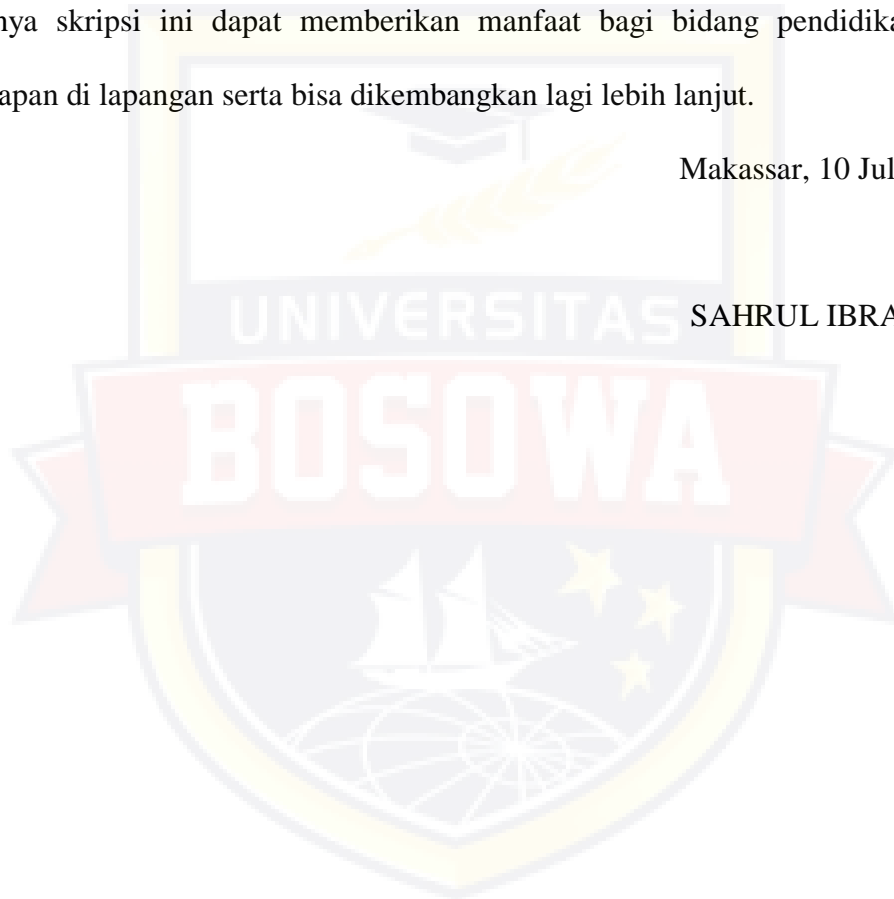 nya skripsi ini dapat memberikan manfaat bagi bidang pendidika
apan di lapangan serta bisa dikembangkan lagi lebih lanjut.
Makassar, 10 Jul
SAHRUL IBRA
UNIVERSITAS
BOSOWA